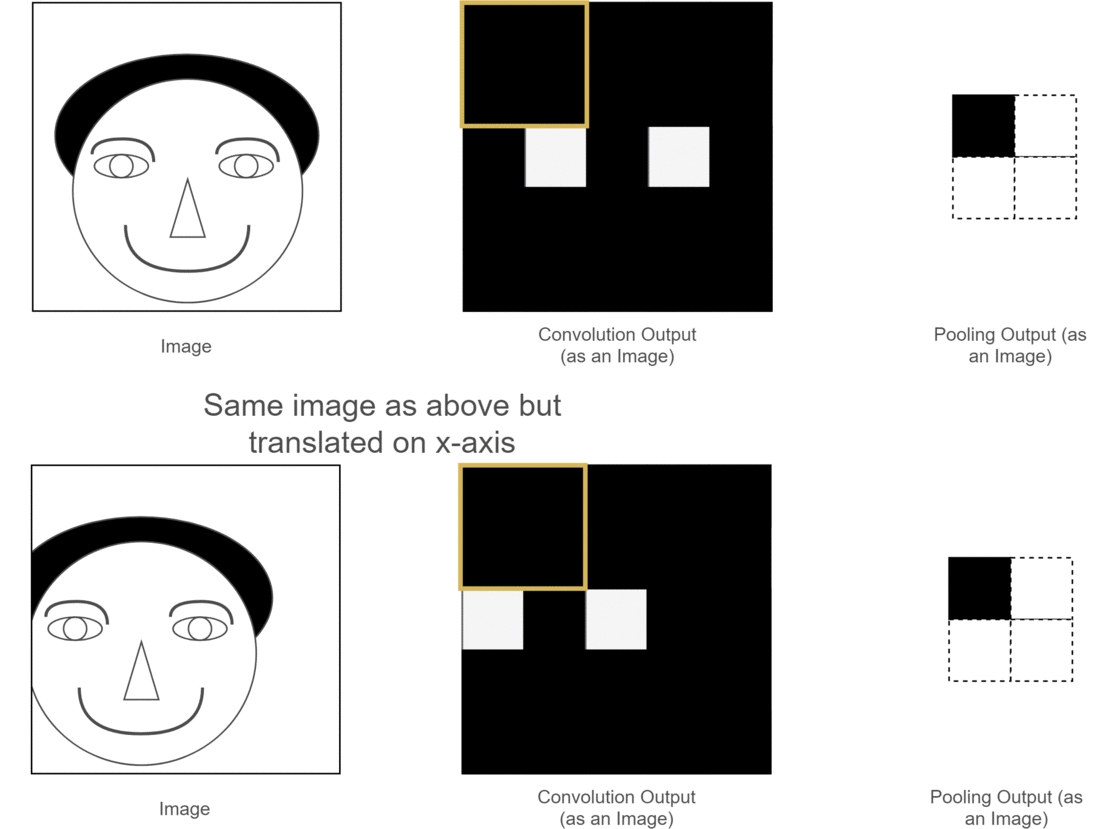 Image
Convolution Output
(as an Image)
Pooling Output (as
an Image)
Same image as above but
translated on x-axis
Image
Convolution Output
(as an Image)
Pooling Output (as
an Image)